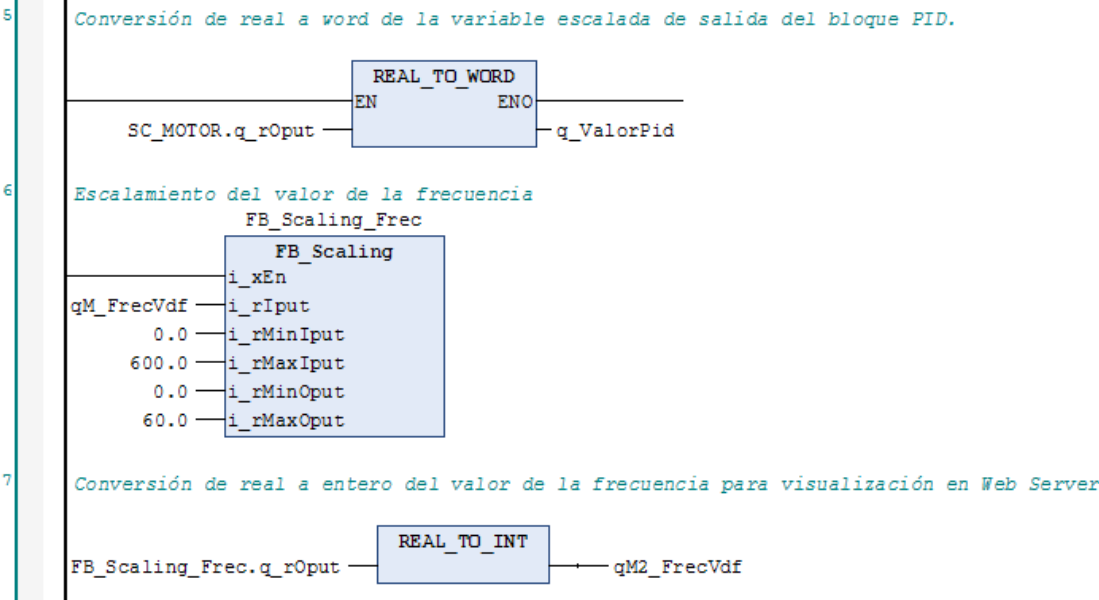 5
Conversión de real a word de la variable escalada de salida del bloque PID.
REAL_TO_WORD
EN ENO
SC_MOTOR.q_rOput q_ValorPid
6
Escalamiento del valor de la frecuencia
FB_Scaling_Frec
FB_Scaling
i_xEn
qM_FrecVdf i_rIput
0.0 i_rMinIput
600.0 i_rMaxIput
0.0 i_rMinOput
60.0 i_rMaxOput
7
Conversión de real a entero del valor de la frecuencia para visualización en Web Server
REAL_TO_INT
FB_Scaling_Frec.q_rOput qM2_FrecVdf